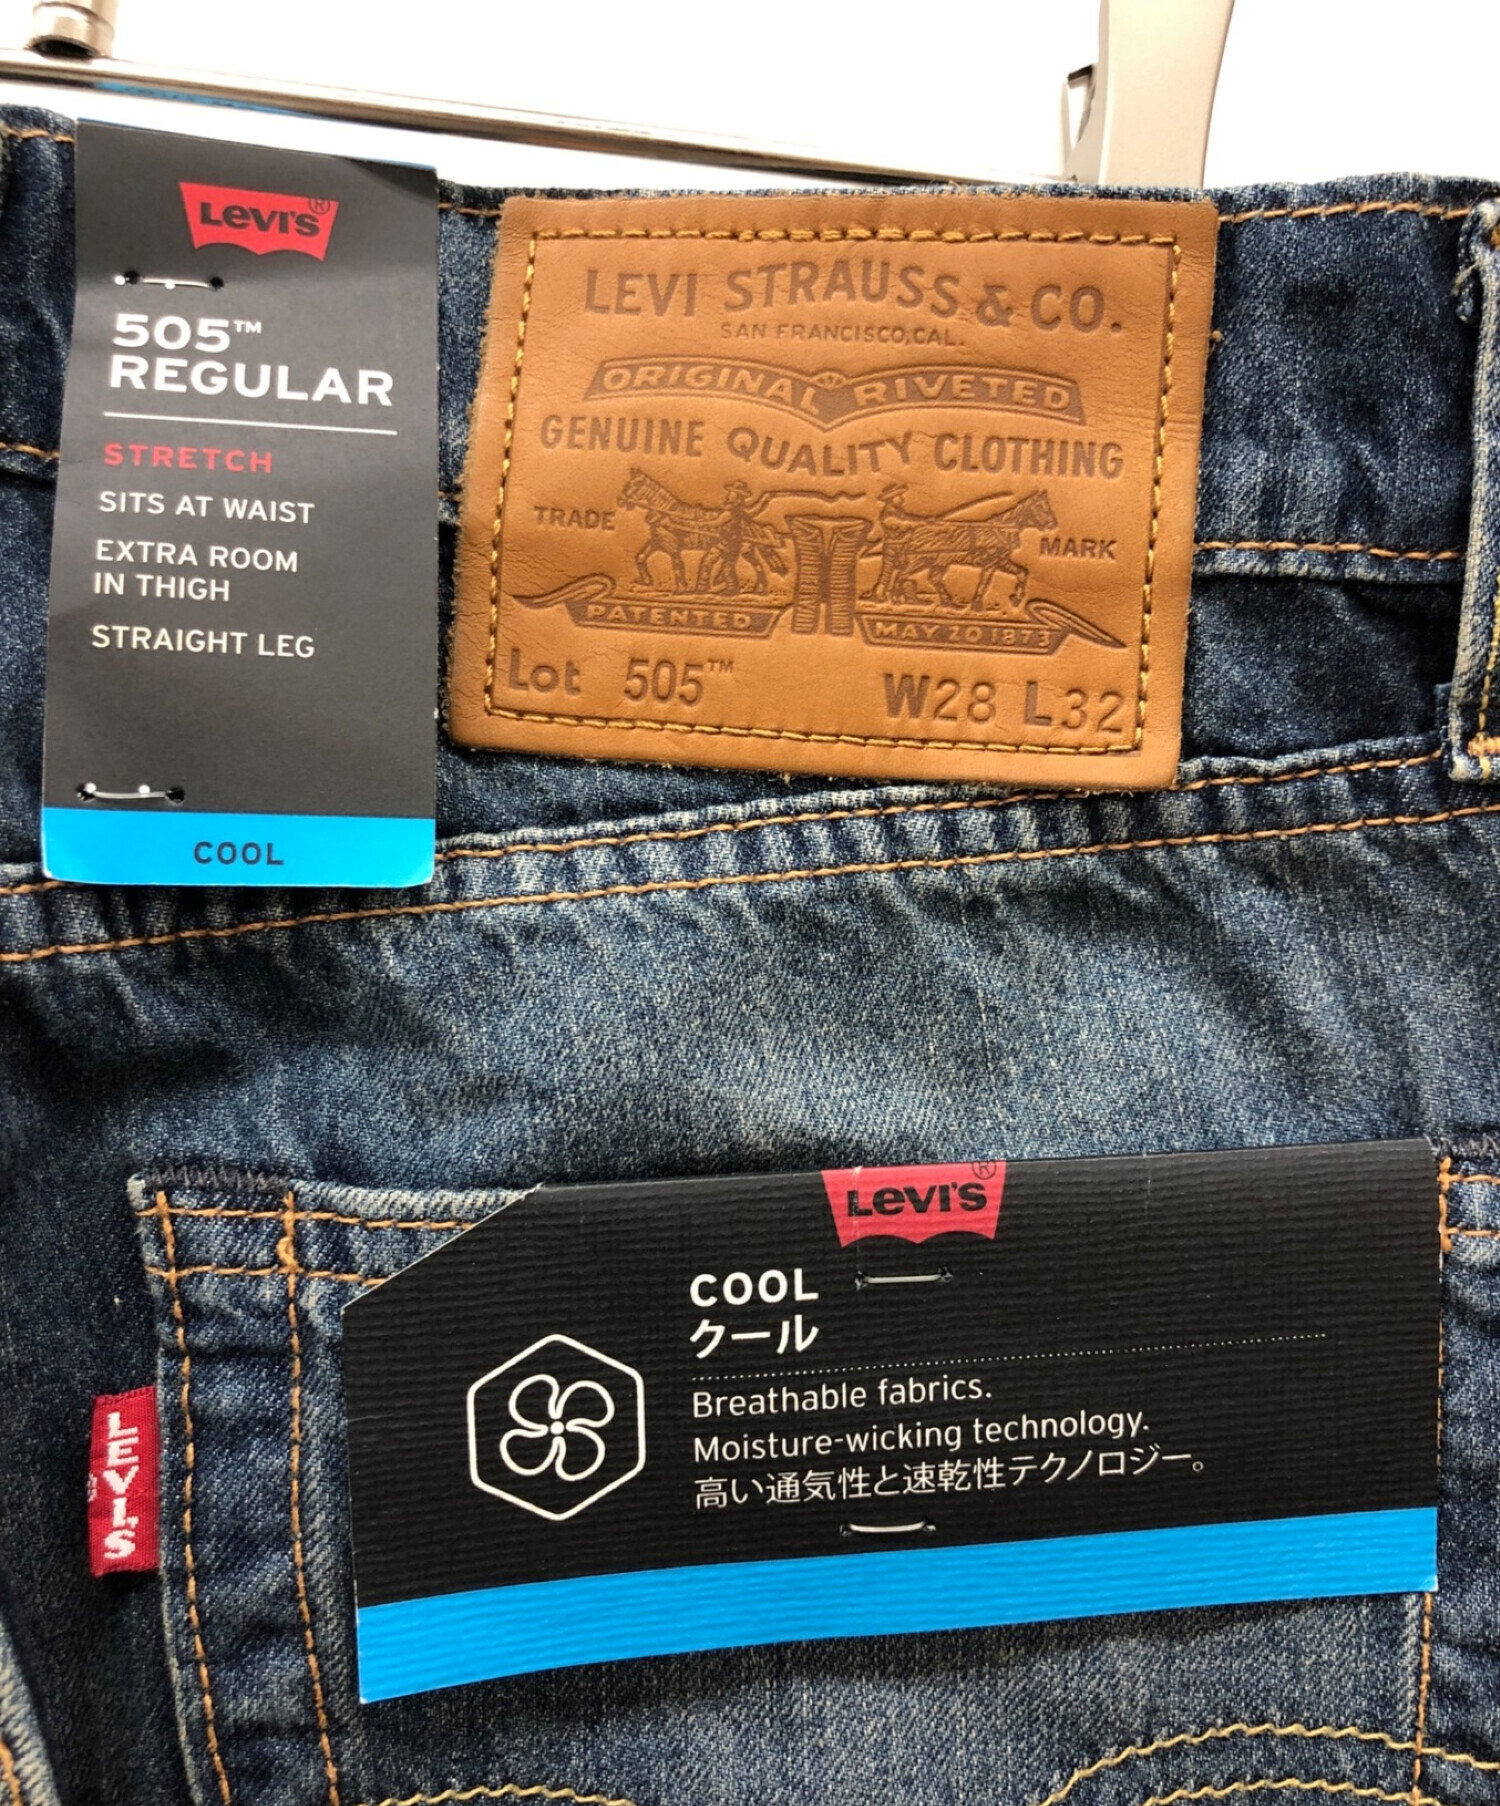 LEVI'S®
505™
REGULAR
STRETCH
SITS AT WAIST
EXTRA ROOM
IN THIGH
STRAIGHT LEG
COOL
LEVI STRAUSS & CO.
SAN FRANCISCO, CAL.
ORIGINAL RIVETED
GENUINE QUALITY CLOTHING
TRADE MARK
PATENTED MAY 20 1873
Lot 505™ W28 L32
LEVI'S®
COOL
クール
Breathable fabrics.
Moisture-wicking technology.
高い通気性と速乾性テクノロジー。
LEVI'S®